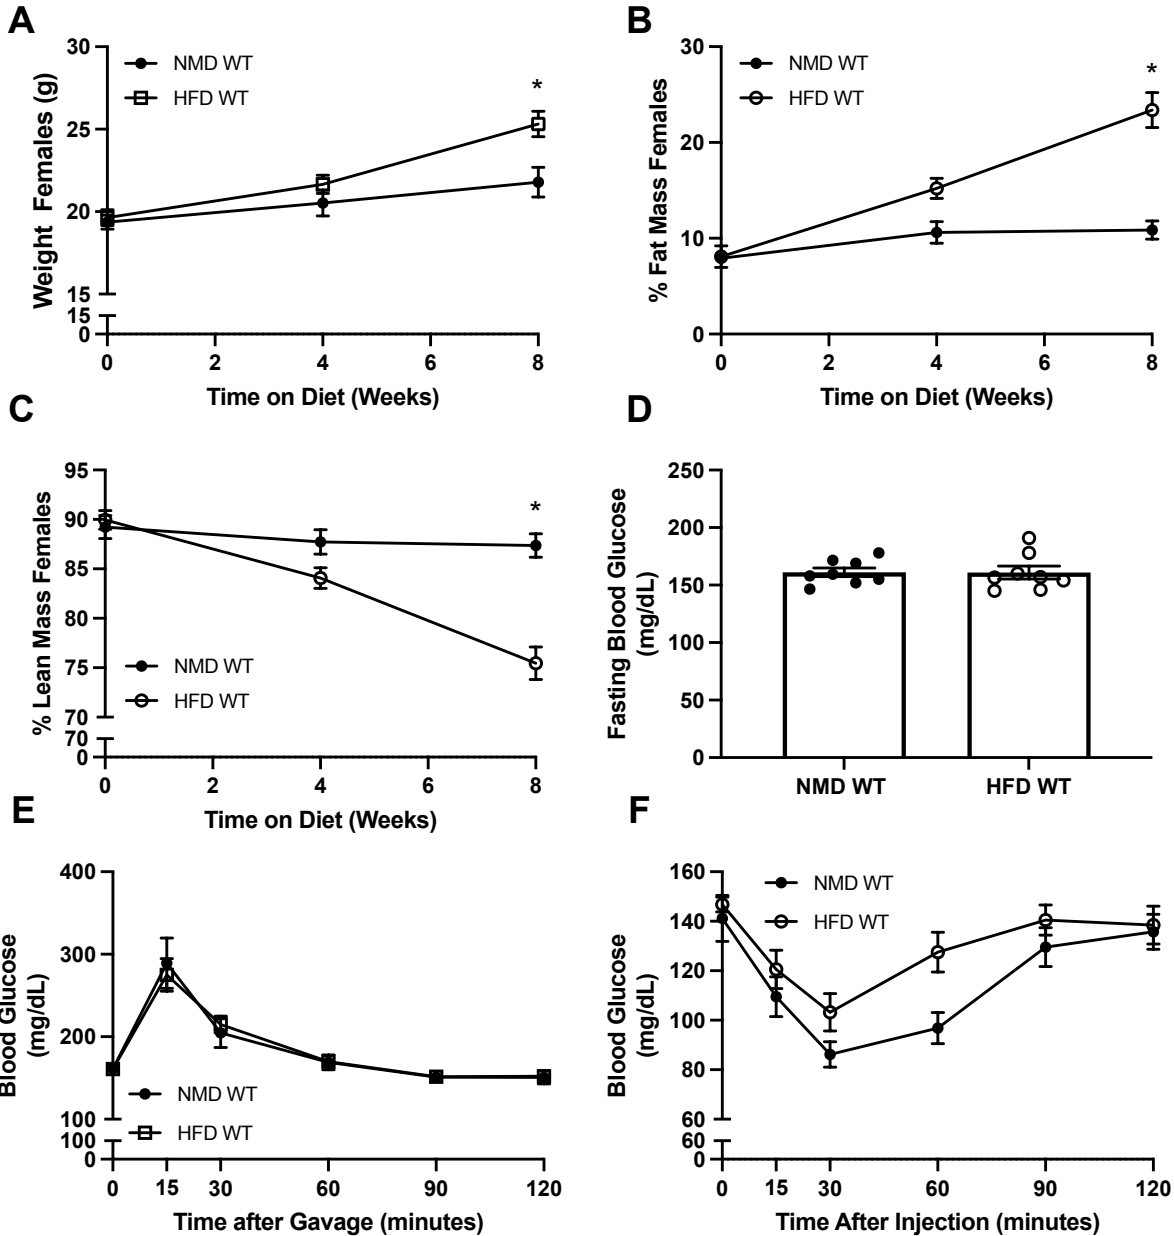 A
Weight Females (g)
30
25
20
15
15
0
NMD WT
HFD WT
*
0 2 4 6 8
Time on Diet (Weeks)
B
% Fat Mass Females
30
20
10
0
NMD WT
HFD WT
*
0 2 4 6 8
Time on Diet (Weeks)
C
% Lean Mass Females
95
90
85
80
75
70
70
0
*
NMD WT
HFD WT
0 2 4 6 8
Time on Diet (Weeks)
D
Fasting Blood Glucose
(mg/dL)
250
200
150
100
50
0
NMD WT HFD WT
E
Blood Glucose
(mg/dL)
400
300
200
100
100
0
NMD WT
HFD WT
0 15 30 60 90 120
Time after Gavage (minutes)
F
Blood Glucose
(mg/dL)
160
140
120
100
80
60
60
0
NMD WT
HFD WT
0 15 30 60 90 120
Time After Injection (minutes)